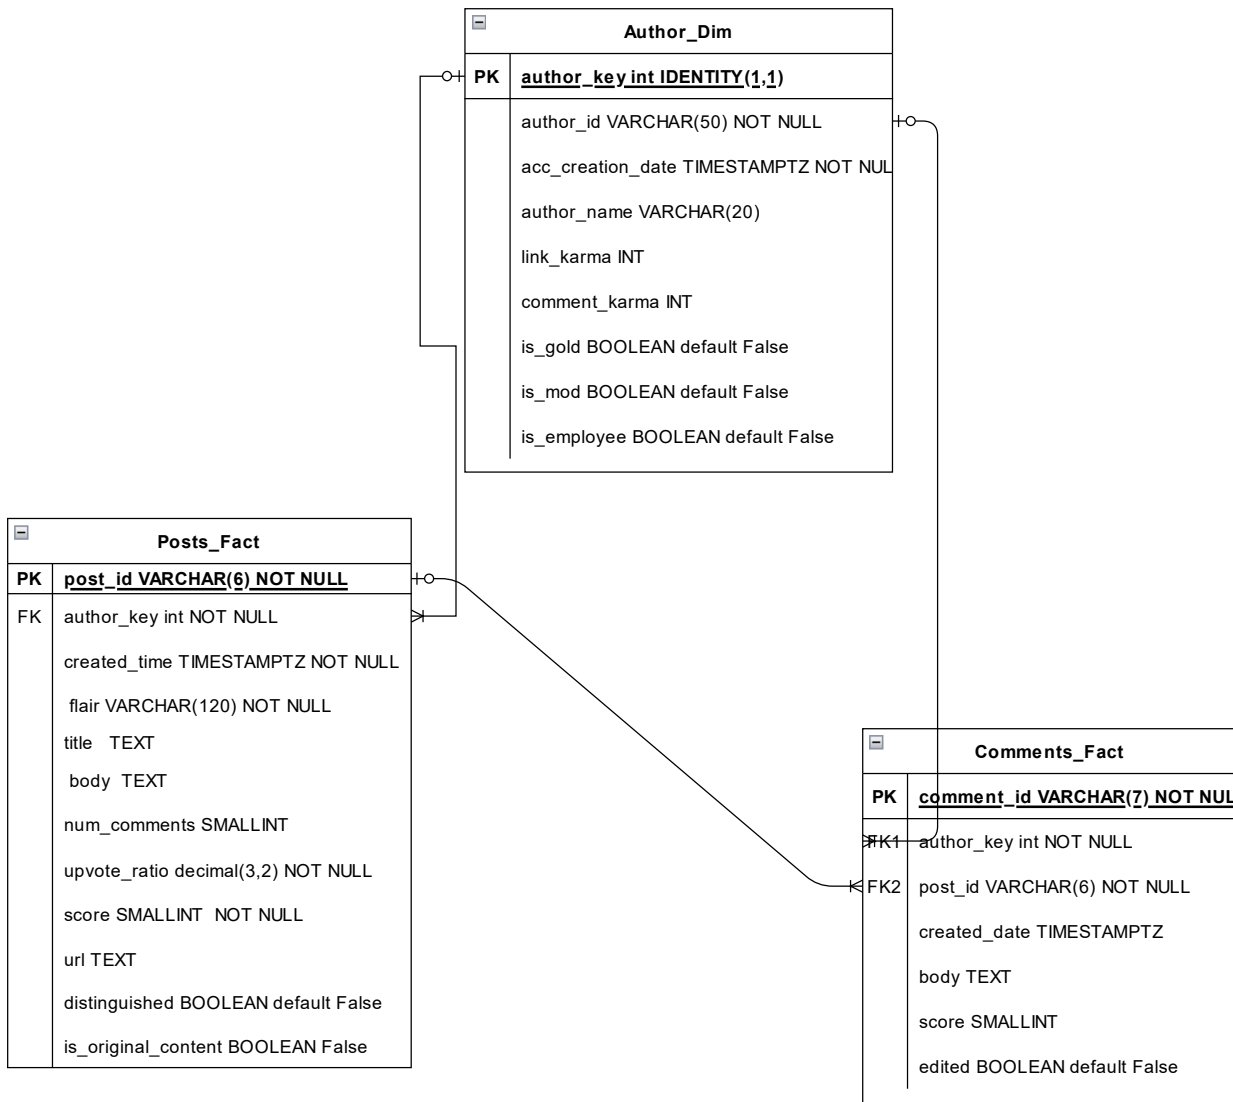 Author_Dim
PK author_key int IDENTITY(1,1)
author_id VARCHAR(50) NOT NULL
acc_creation_date TIMESTAMPTZ NOT NUL
author_name VARCHAR(20)
link_karma INT
comment_karma INT
is_gold BOOLEAN default False
is_mod BOOLEAN default False
is_employee BOOLEAN default False
Posts_Fact
PK post_id VARCHAR(6) NOT NULL
FK author_key int NOT NULL
created_time TIMESTAMPTZ NOT NULL
flair VARCHAR(120) NOT NULL
title TEXT
body TEXT
num_comments SMALLINT
upvote_ratio decimal(3,2) NOT NULL
score SMALLINT NOT NULL
url TEXT
distinguished BOOLEAN default False
is_original_content BOOLEAN False
Comments_Fact
PK comment_id VARCHAR(7) NOT NUL
FK1 author_key int NOT NULL
FK2 post_id VARCHAR(6) NOT NULL
created_date TIMESTAMPTZ
body TEXT
score SMALLINT
edited BOOLEAN default False